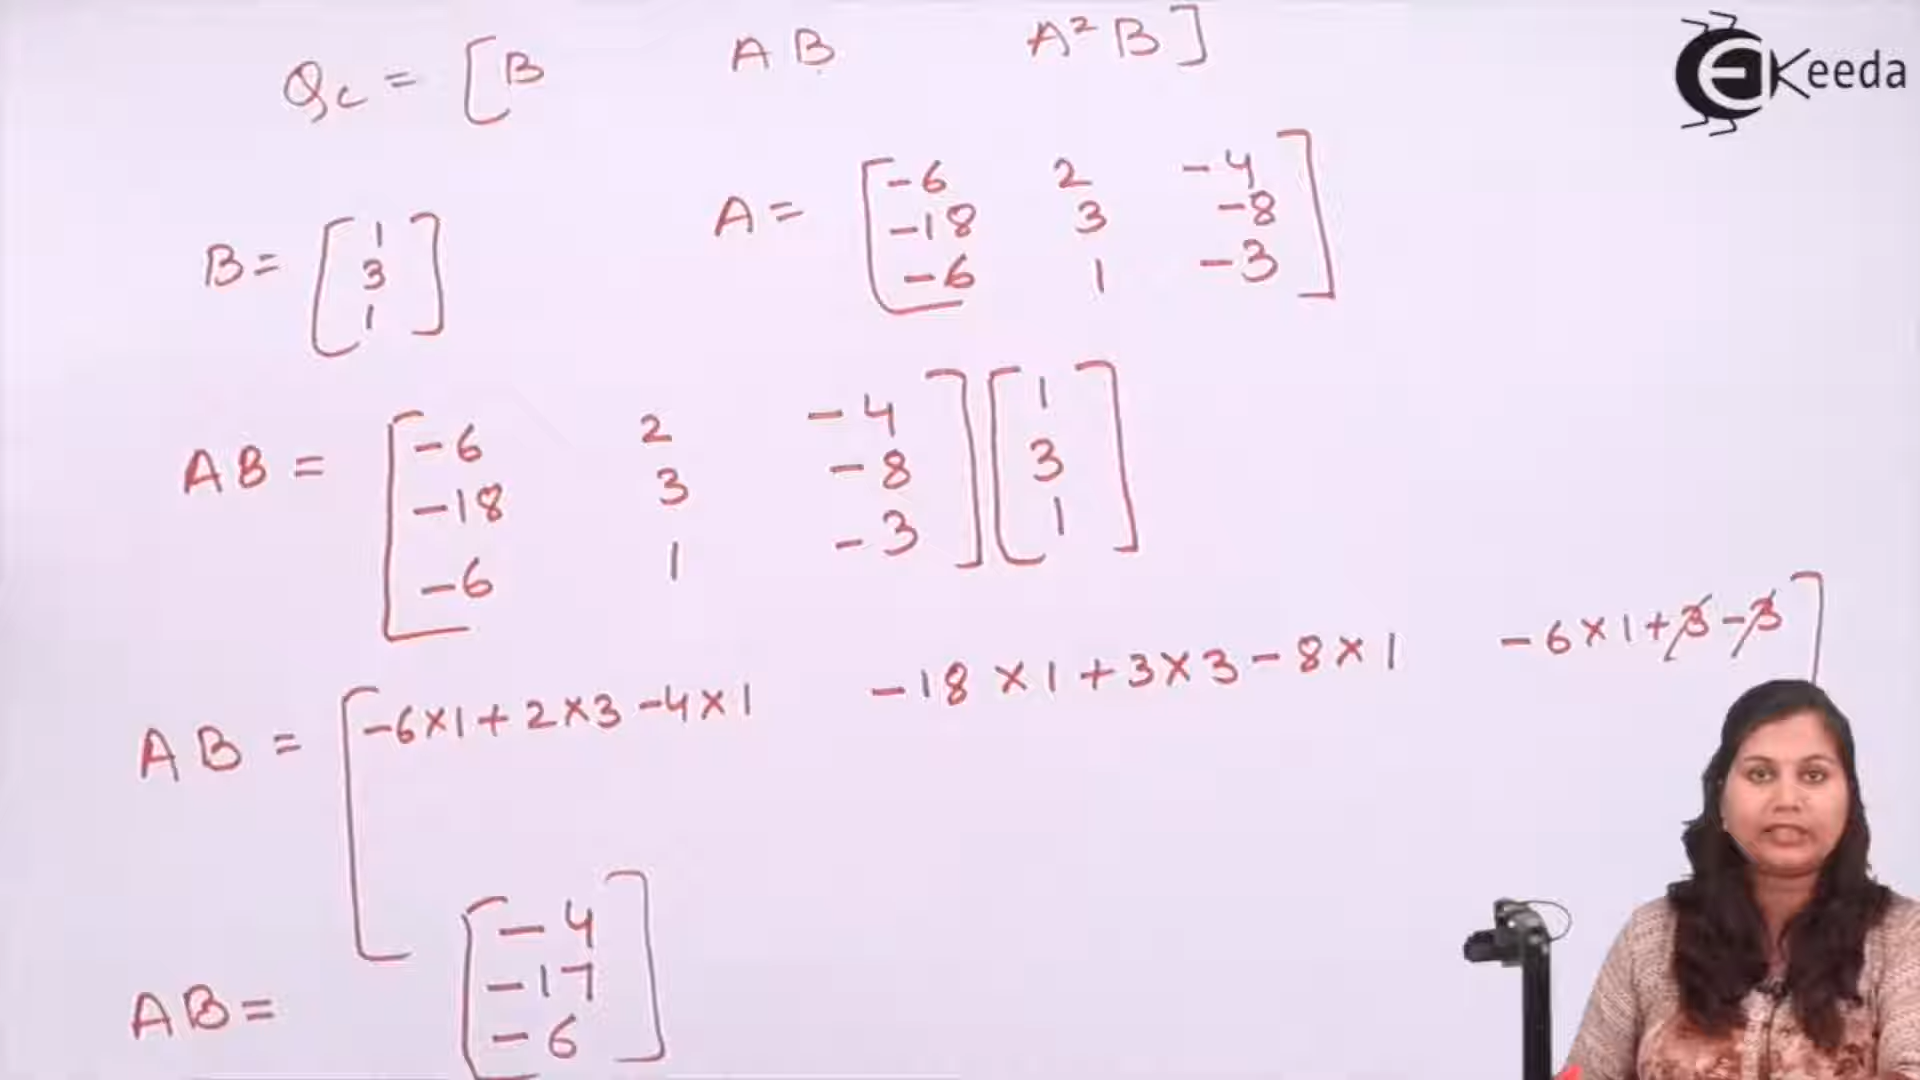 Qc = [B AB A²B]
EKeeda
B = [1 3 1] A = [-6 2 -4
-18 3 -8
-6 1 -3]
AB = [-6 2 -4
-18 3 -8
-6 1 -3] [1
3
1]
AB = [-6×1+2×3-4×1 -18×1+3×3-8×1 -6×1+3-3]
AB = [-4
-17
-6]